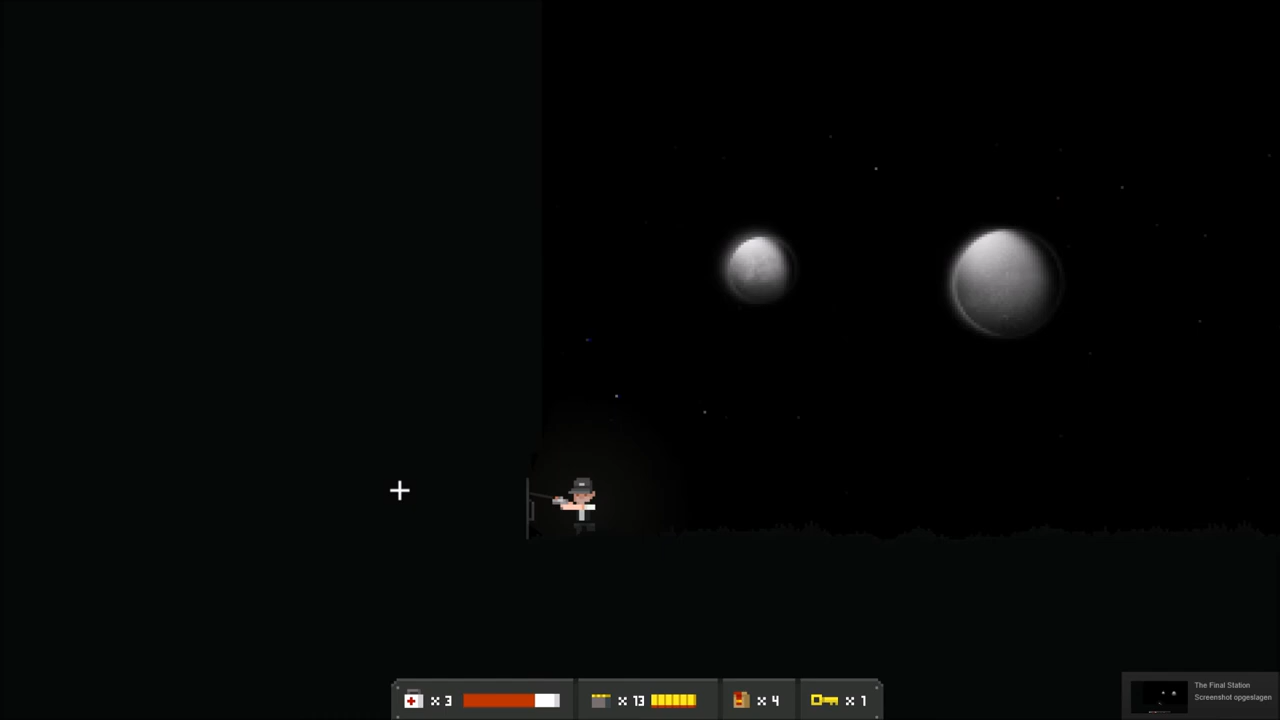 x 3
x 13
x 4
x 1
The Final Station
Screenshot opgeslagen